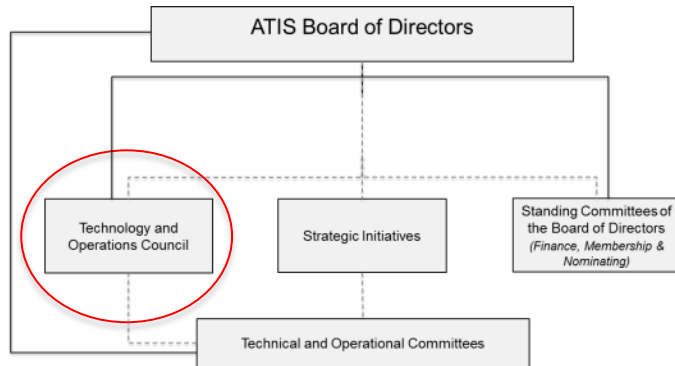 ATIS Board of Directors
Technology and
Operations Council
Strategic Initiatives
Standing Committees of
the Board of Directors
(Finance, Membership &
Nominating)
Technical and Operational Committees